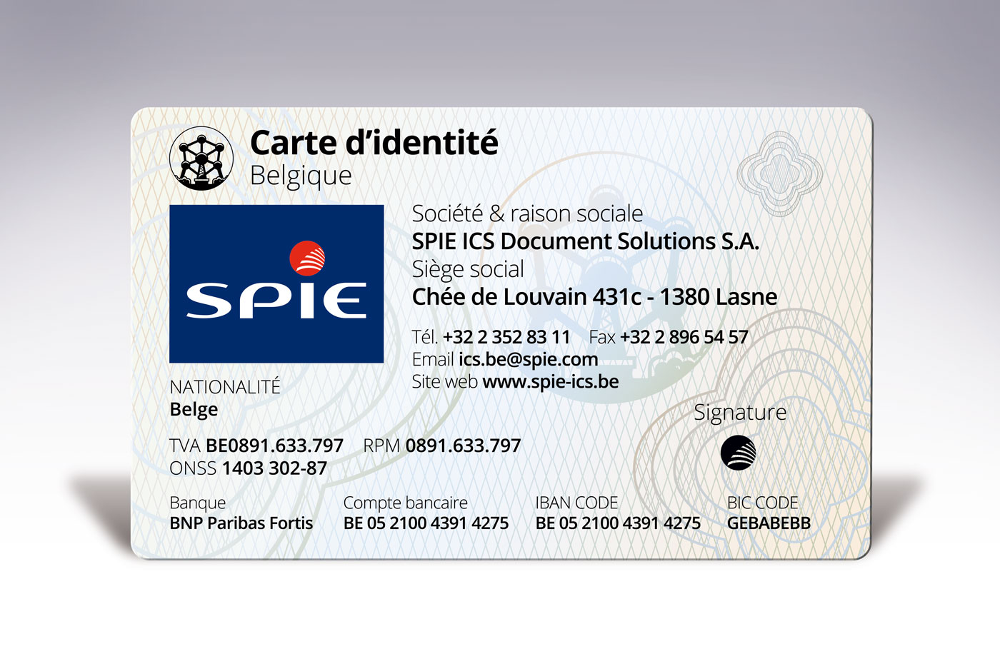 Carte d’identité
Belgique
SPIE
Société & raison sociale
SPIE ICS Document Solutions S.A.
Siège social
Chée de Louvain 431c - 1380 Lasne
Tél. +32 2 352 83 11 Fax +32 2 896 54 57
Email ics.be@spie.com
Site web www.spie-ics.be
NATIONALITÉ
Belge
Signature
TVA BE0891.633.797 RPM 0891.633.797
ONSS 1403 302-87
Banque Compte bancaire IBAN CODE BIC CODE
BNP Paribas Fortis BE 05 2100 4391 4275 BE 05 2100 4391 4275 GEBABEBB